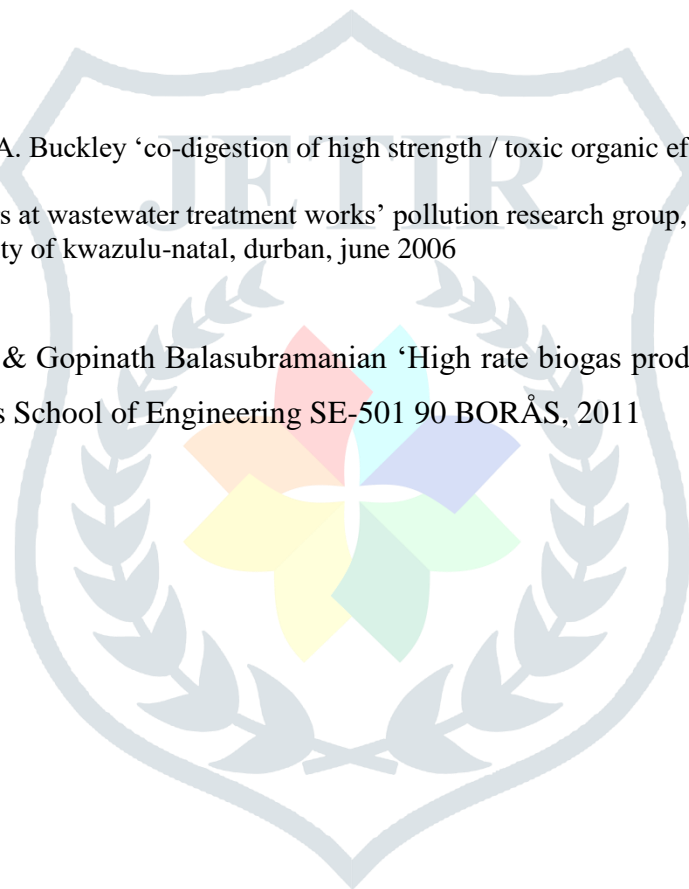 A. Buckley ‘co-digestion of high strength / toxic organic ef
JETIR
s at wastewater treatment works’ pollution research group,
ty of kwazulu-natal, durban, june 2006
& Gopinath Balasubramanian ‘High rate biogas prod
s School of Engineering SE-501 90 BORÅS, 2011